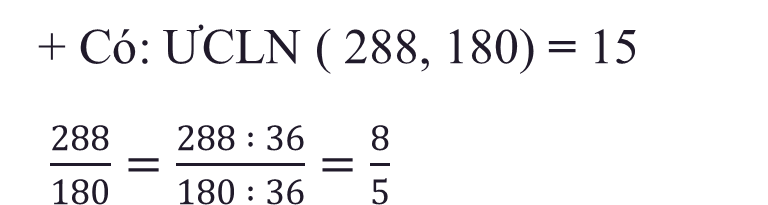 + Có: ƯCLN ( 288, 180) = 15
288/180 = 288 : 36/180 : 36 = 8/5